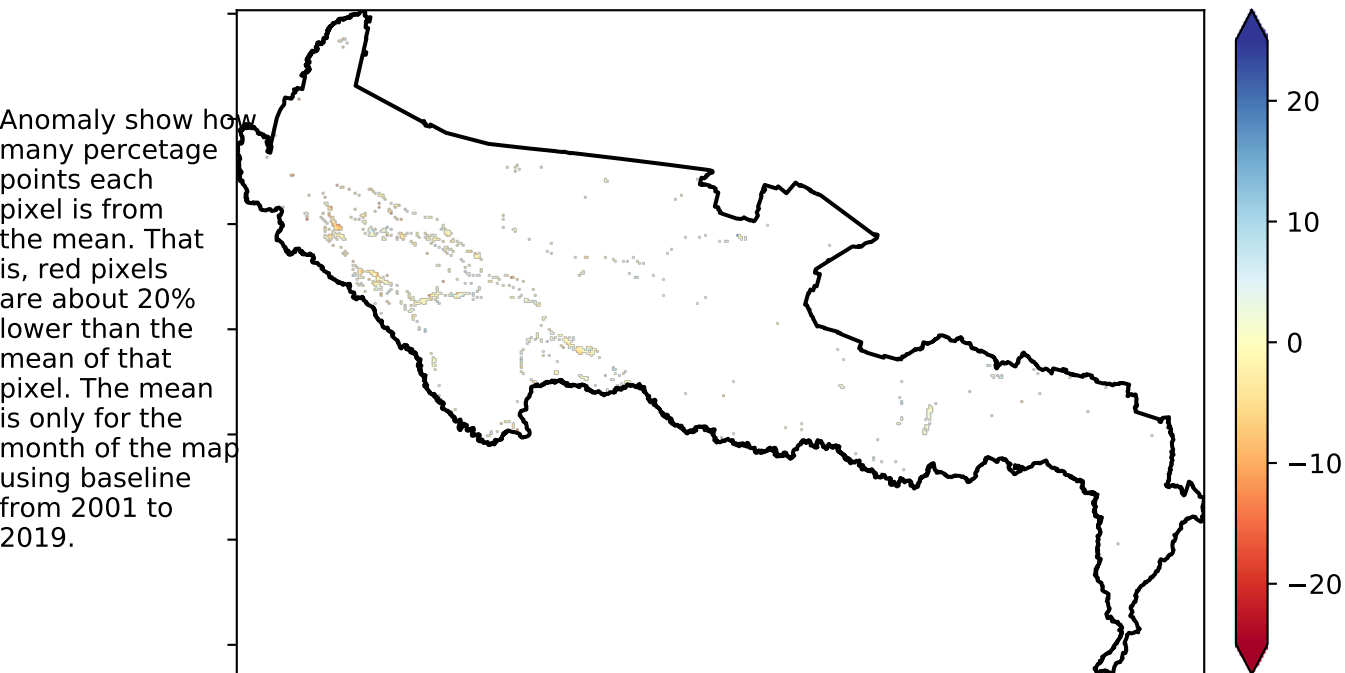 Anomaly show how
many percetage
points each
pixel is from
the mean. That
is, red pixels
are about 20%
lower than the
mean of that
pixel. The mean
is only for the
month of the map
using baseline
from 2001 to
2019.
20
10
0
−10
−20